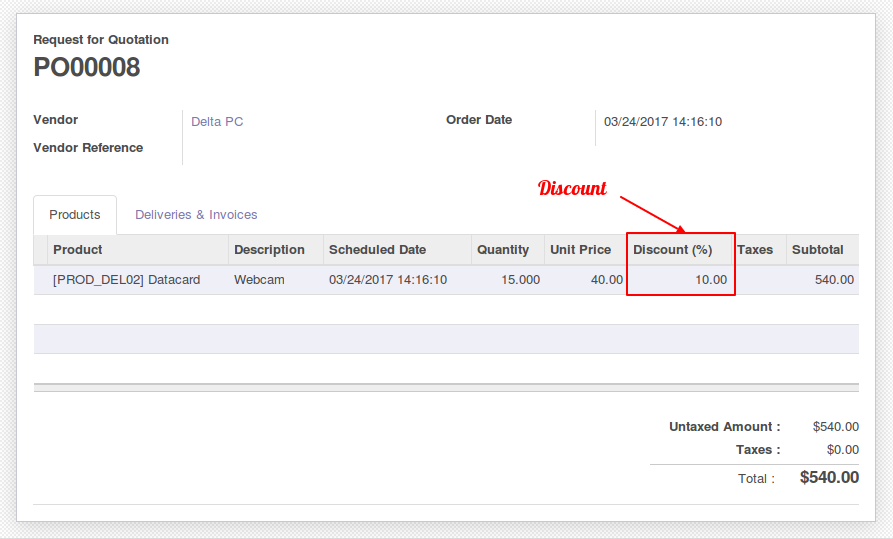 Request for Quotation
PO00008
Vendor Delta PC Order Date 03/24/2017 14:16:10
Vendor Reference
Discount
Products Deliveries & Invoices
Product Description Scheduled Date Quantity Unit Price Discount (%) Taxes Subtotal
[PROD_DEL02] Datacard Webcam 03/24/2017 14:16:10 15.000 40.00 10.00 540.00
Untaxed Amount : $540.00
Taxes : $0.00
Total : $540.00